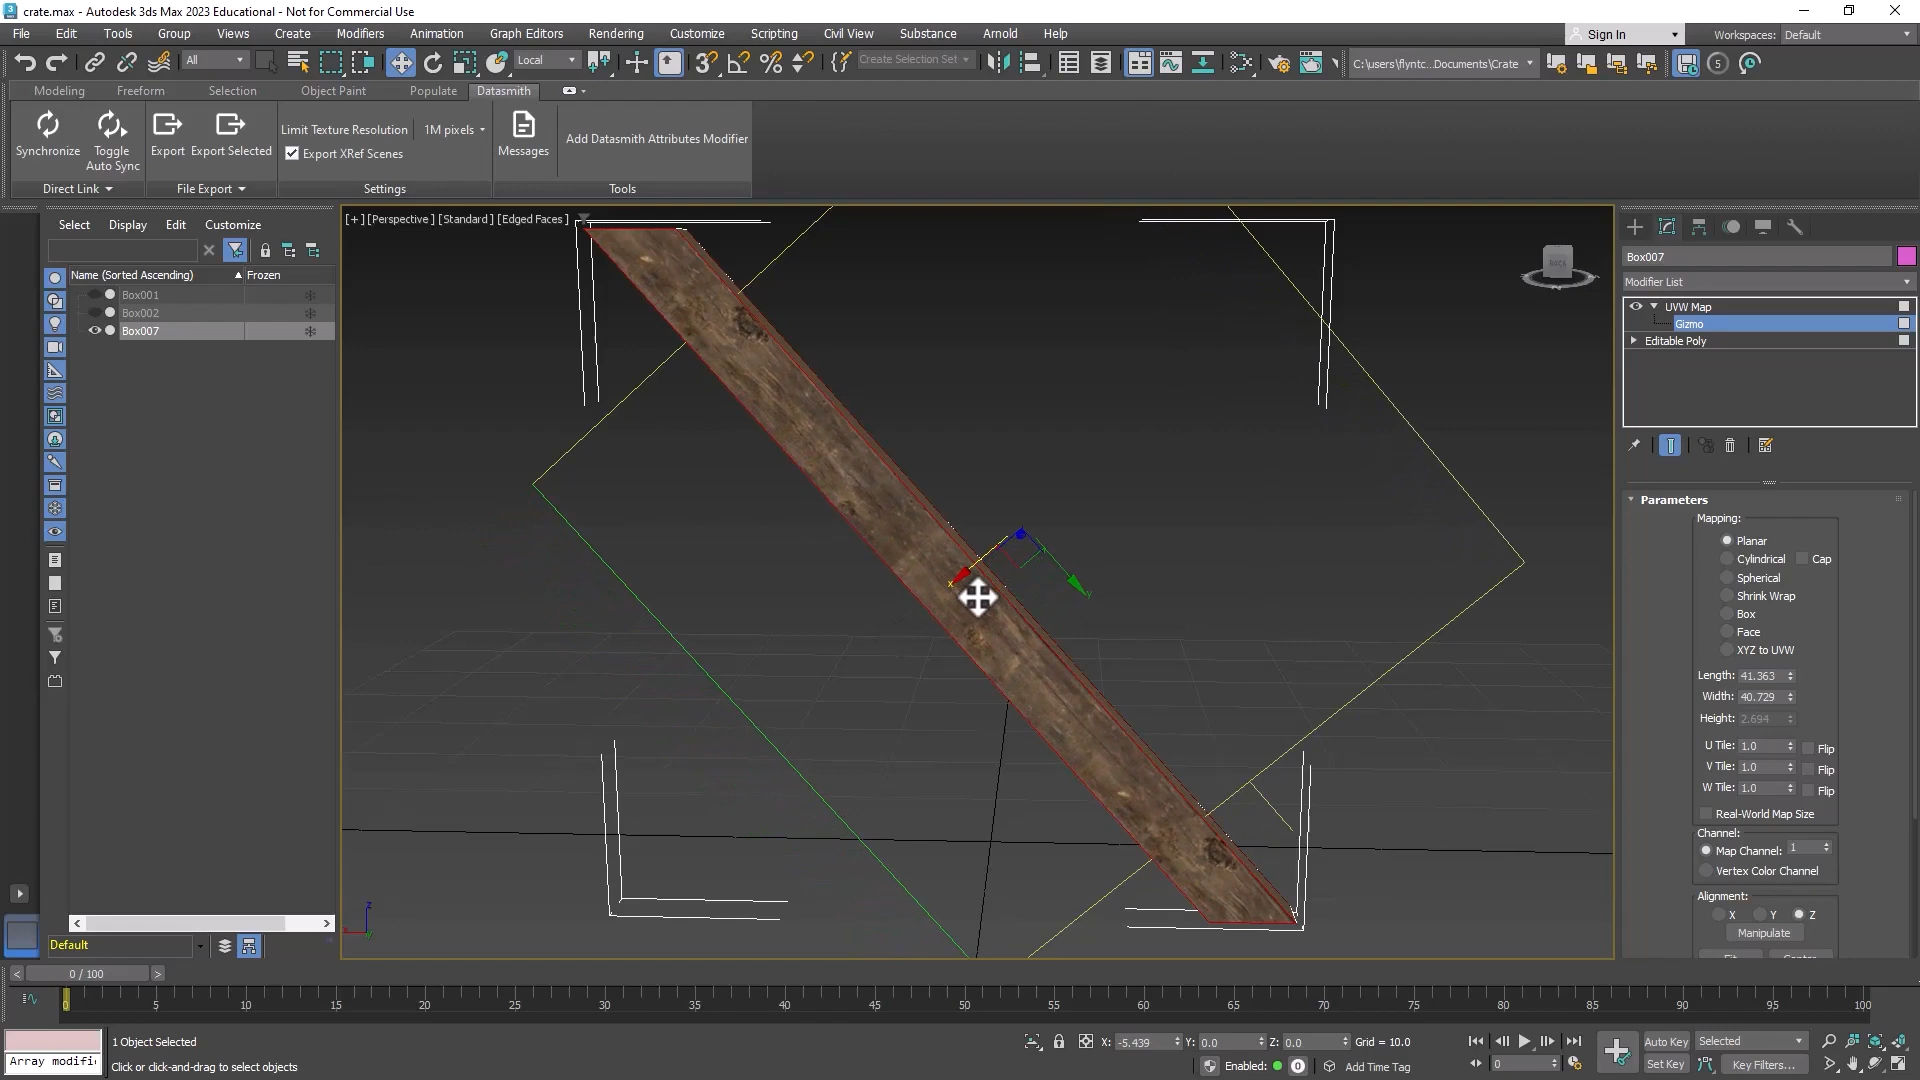 crate.max - Autodesk 3ds Max 2023 Educational - Not for Commercial Use
File Edit Tools Group Views Create Modifiers Animation Graph Editors Rendering Customize Scripting Civil View Substance Arnold Help
Sign In Workspaces: Default
All Local Create Selection Set C:\users\flyntc...Documents\Crate
Modeling Freeform Selection Object Paint Populate Datasmith
Synchronize Toggle Auto Sync Export Export Selected
Limit Texture Resolution 1M pixels
Export XRef Scenes
Messages
Add Datasmith Attributes Modifier
Direct Link File Export Settings Tools
Select Display Edit Customize
Name (Sorted Ascending) Frozen
Box001
Box002
Box007
Default
[+] [Perspective ] [Standard ] [Edged Faces ]
BACK
x
y
z
Box007
Modifier List
UVW Map
Gizmo
Editable Poly
Parameters
Mapping:
Planar
Cylindrical Cap
Spherical
Shrink Wrap
Box
Face
XYZ to UVW
Length: 41.363
Width: 40.729
Height: 2.694
U Tile: 1.0 Flip
V Tile: 1.0 Flip
W Tile: 1.0 Flip
Real-World Map Size
Channel:
Map Channel: 1
Vertex Color Channel
Alignment:
X Y Z
Manipulate
0 / 100
0 5 10 15 20 25 30 35 40 45 50 55 60 65 70 75 80 85 90 95 100
1 Object Selected
Array modifi
Click or click-and-drag to select objects
X: -5.439 Y: 0.0 Z: 0.0 Grid = 10.0
Enabled: 0 Add Time Tag
0
Auto Key Selected
Set Key Key Filters...